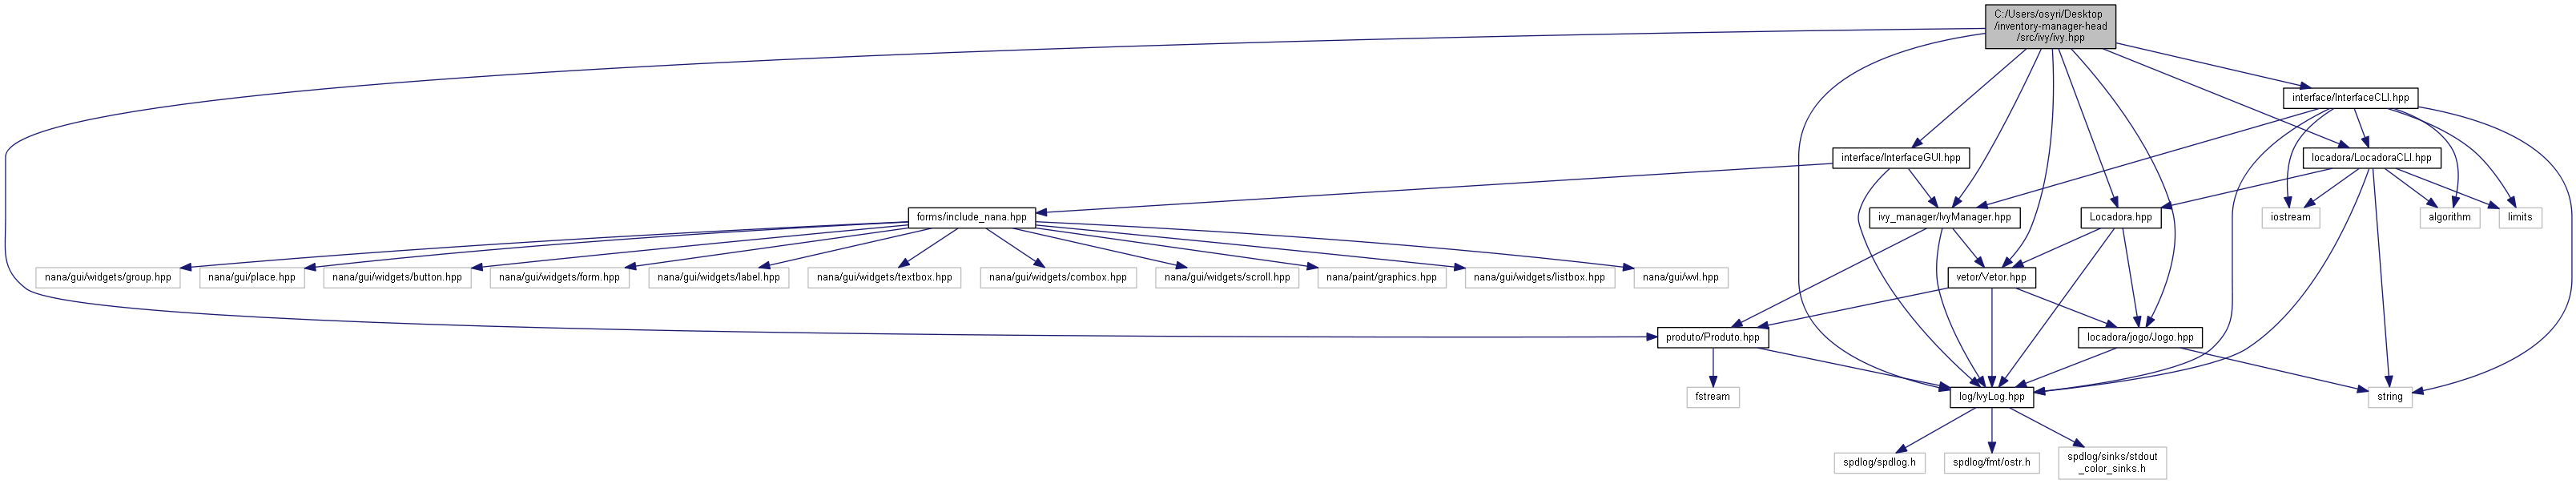 C:/Users/osyri/Desktop
/inventory-manager-head
/src/ivy/ivy.hpp
interface/InterfaceCLI.hpp
interface/InterfaceGUI.hpp
locadora/LocadoraCLI.hpp
forms/include_nana.hpp
ivy_manager/IvyManager.hpp
Locadora.hpp
iostream
algorithm
limits
nana/gui/widgets/group.hpp
nana/gui/place.hpp
nana/gui/widgets/button.hpp
nana/gui/widgets/form.hpp
nana/gui/widgets/label.hpp
nana/gui/widgets/textbox.hpp
nana/gui/widgets/combox.hpp
nana/gui/widgets/scroll.hpp
nana/paint/graphics.hpp
nana/gui/widgets/listbox.hpp
nana/gui/wvl.hpp
vetor/Vetor.hpp
produto/Produto.hpp
locadora/jogo/Jogo.hpp
fstream
log/IvyLog.hpp
string
spdlog/spdlog.h
spdlog/fmt/ostr.h
spdlog/sinks/stdout
_color_sinks.h